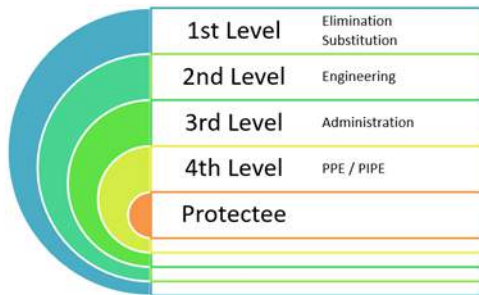 1st Level
Elimination
Substitution
2nd Level
Engineering
3rd Level
Administration
4th Level
PPE / PIPE
Protectee